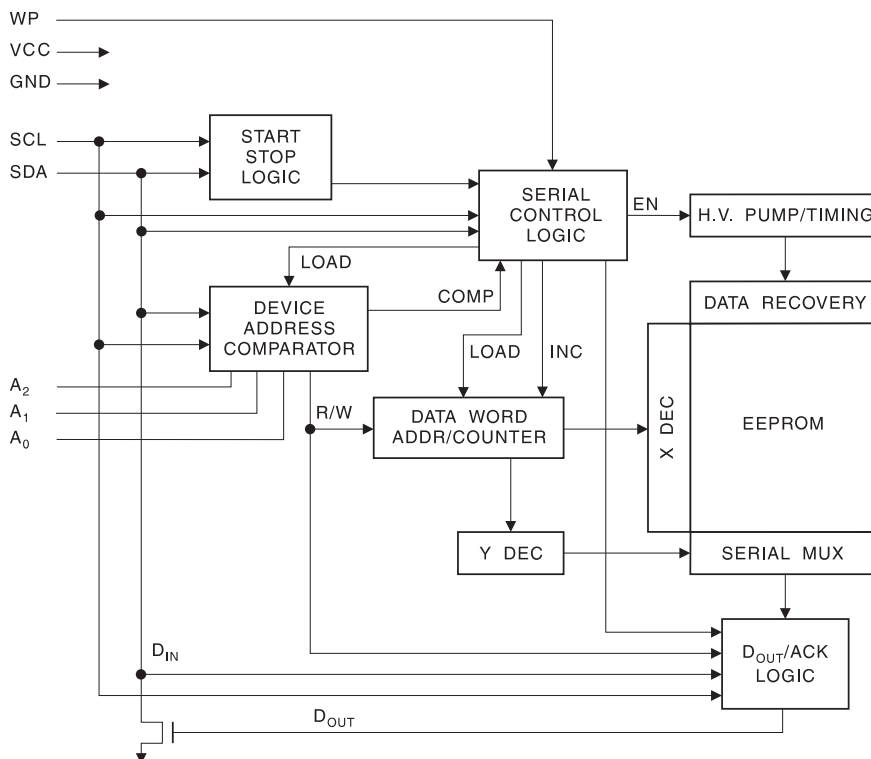 WP
VCC
GND
SCL
SDA
START
STOP
LOGIC
SERIAL
CONTROL
LOGIC
EN
H.V. PUMP/TIMING
LOAD
COMP
DEVICE
ADDRESS
COMPARATOR
DATA RECOVERY
LOAD
INC
A2
A1
A0
R/W
DATA WORD
ADDR/COUNTER
X DEC
EEPROM
Y DEC
SERIAL MUX
DIN
DOUT/ACK
LOGIC
DOUT